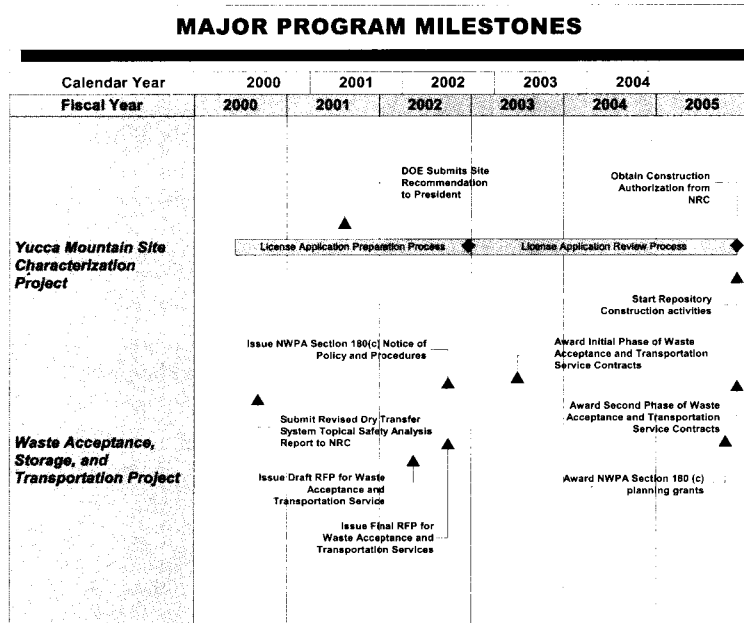 MAJOR PROGRAM MILESTONES
Calendar Year 2000 2001 2002 2003 2004
Fiscal Year 2000 2001 2002 2003 2004 2005
DOE Submits Site
Recommendation
to President
Obtain Construction
Authorization from
NRC
Yucca Mountain Site
Characterization
Project
License Application Preparation Process
License Application Review Process
Start Repository
Construction activities
Issue NWPA Section 180(c) Notice of
Policy and Procedures
Award Initial Phase of Waste
Acceptance and Transportation
Service Contracts
Submit Revised Dry Transfer
System Topical Safety Analysis
Report to NRC
Award Second Phase of Waste
Acceptance and Transportation
Service Contracts
Waste Acceptance,
Storage, and
Transportation Project
Issue Draft RFP for Waste
Acceptance and
Transportation Service
Award NWPA Section 180 (c)
planning grants
Issue Final RFP for
Waste Acceptance and
Transportation Services